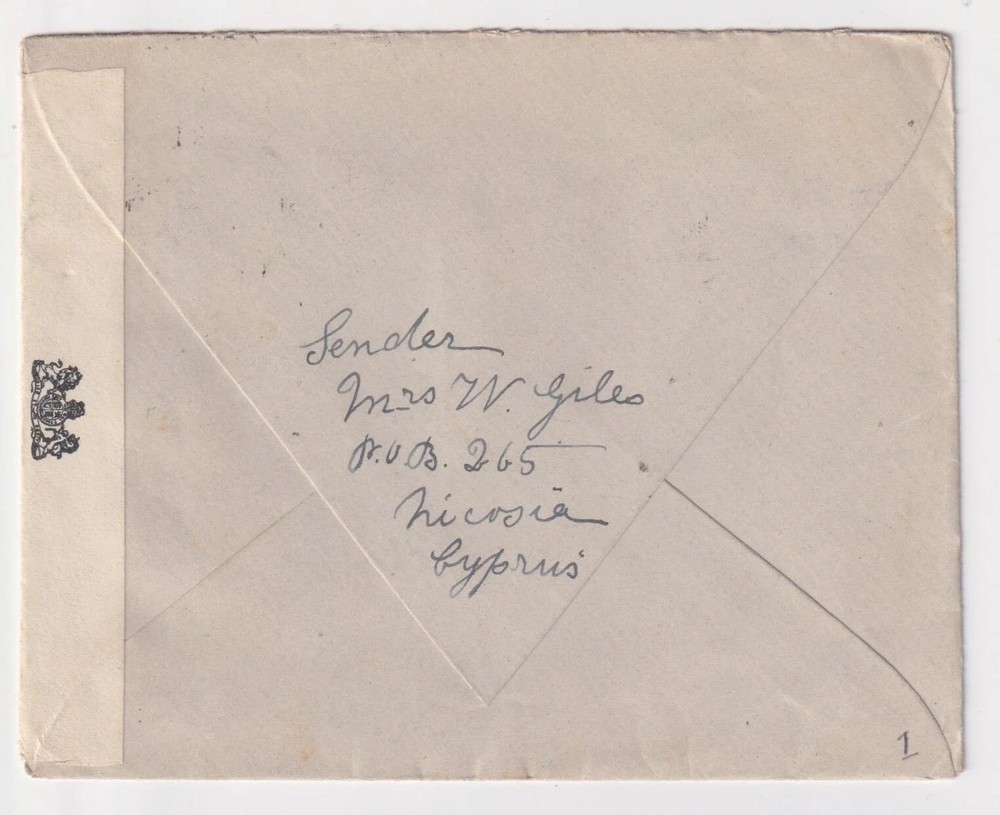 Sender
Mrs W. Giles
P.O.B. 265
Nicosia
Cyprus
1